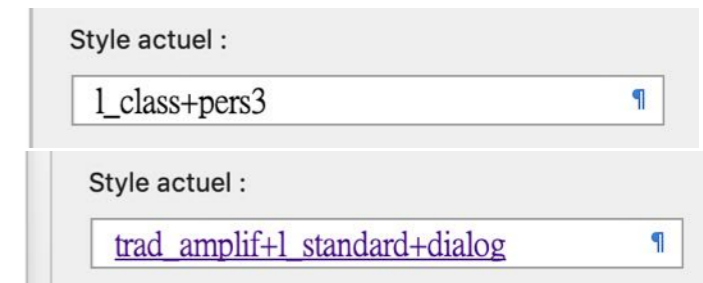 Style actuel :
l_class+pers3 ¶
Style actuel :
trad_amplif+l_standard+dialog ¶